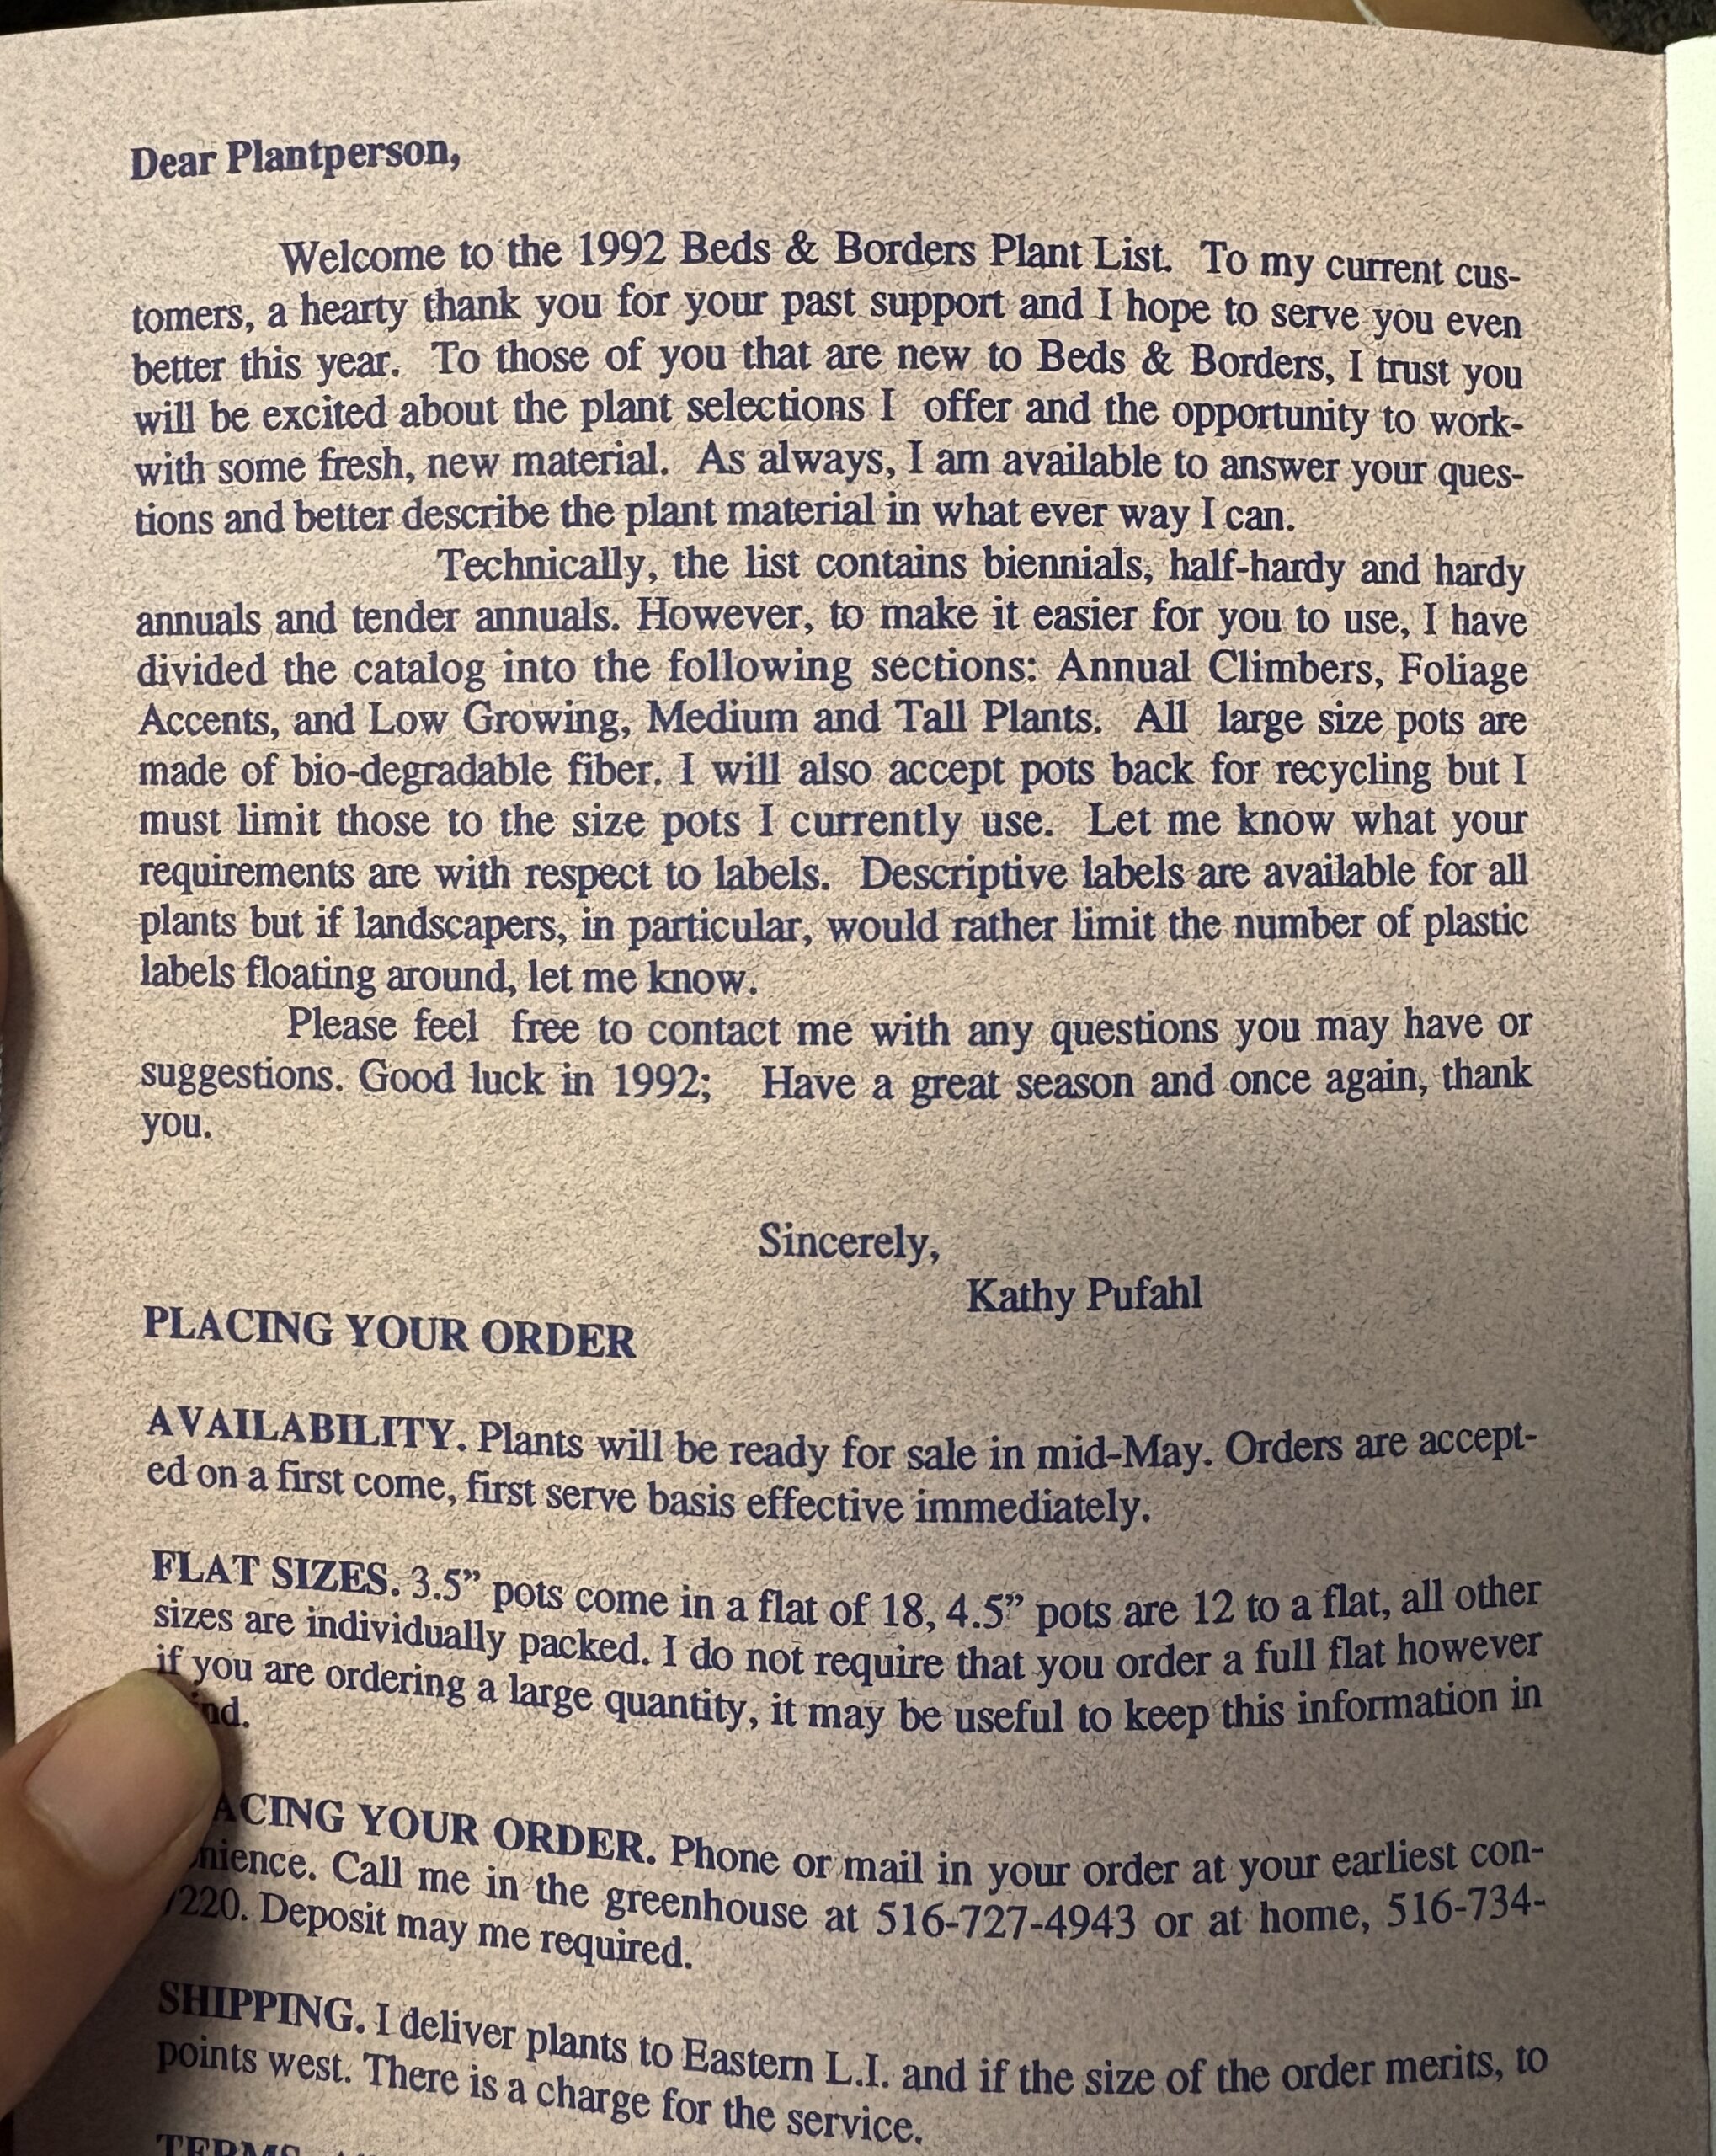 Dear Plantperson,
Welcome to the 1992 Beds & Borders Plant List. To my current cus-
tomers, a hearty thank you for your past support and I hope to serve you even
better this year. To those of you that are new to Beds & Borders, I trust you
will be excited about the plant selections I offer and the opportunity to work-
with some fresh, new material. As always, I am available to answer your ques-
tions and better describe the plant material in what ever way I can.
Technically, the list contains biennials, half-hardy and hardy
annuals and tender annuals. However, to make it easier for you to use, I have
divided the catalog into the following sections: Annual Climbers, Foliage
Accents, and Low Growing, Medium and Tall Plants. All large size pots are
made of bio-degradable fiber. I will also accept pots back for recycling but I
must limit those to the size pots I currently use. Let me know what your
requirements are with respect to labels. Descriptive labels are available for all
plants but if landscapers, in particular, would rather limit the number of plastic
labels floating around, let me know.
Please feel free to contact me with any questions you may have or
suggestions. Good luck in 1992; Have a great season and once again, thank
you.
Sincerely,
Kathy Pufahl
PLACING YOUR ORDER
AVAILABILITY. Plants will be ready for sale in mid-May. Orders are accept-
ed on a first come, first serve basis effective immediately.
FLAT SIZES. 3.5” pots come in a flat of 18, 4.5” pots are 12 to a flat, all other
sizes are individually packed. I do not require that you order a full flat however
if you are ordering a large quantity, it may be useful to keep this information in
YOUR ORDER. Phone or mail in your order at your earliest con-
Call me in the greenhouse at 516-727-4943 or at home, 516-734-
Deposit may me required.
SHIPPING. I deliver plants to Eastern L.I. and if the size of the order merits, to
points west. There is a charge for the service.